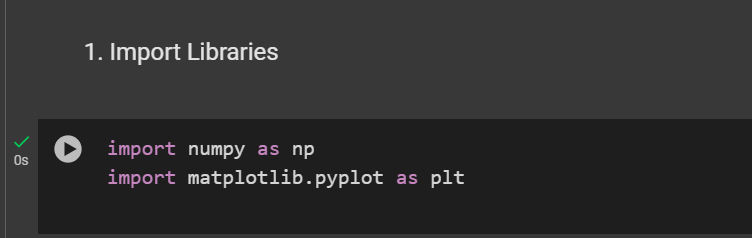 1. Import Libraries
import numpy as np
import matplotlib.pyplot as plt
0s